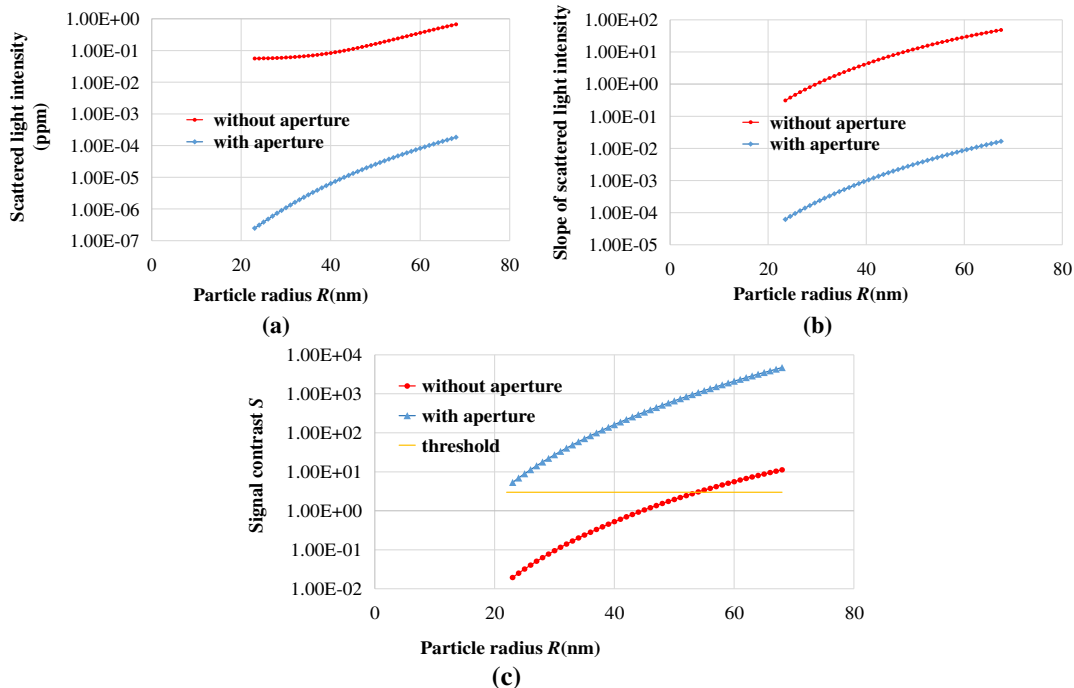 Scattered light intensity
(ppm)
1.00E+00
1.00E-01
1.00E-02
1.00E-03
1.00E-04
1.00E-05
1.00E-06
1.00E-07
without aperture
with aperture
0
20
40
60
80
Particle radius R(nm)
(a)
Slope of scattered light intensity
1.00E+02
1.00E+01
1.00E+00
1.00E-01
1.00E-02
1.00E-03
1.00E-04
1.00E-05
without aperture
with aperture
0
20
40
60
80
Particle radius R(nm)
(b)
Signal contrast S
1.00E+04
1.00E+03
1.00E+02
1.00E+01
1.00E+00
1.00E-01
1.00E-02
without aperture
with aperture
threshold
0
20
40
60
80
Particle radius R(nm)
(c)